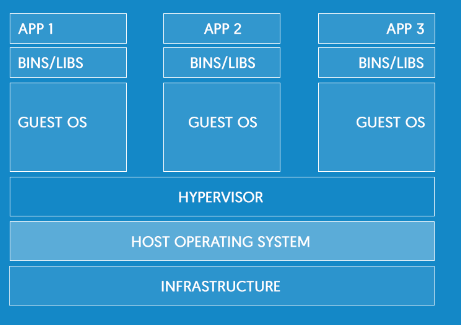 APP 1 APP 2 APP 3
BINS/LIBS BINS/LIBS BINS/LIBS
GUEST OS GUEST OS GUEST OS
HYPERVISOR
HOST OPERATING SYSTEM
INFRASTRUCTURE